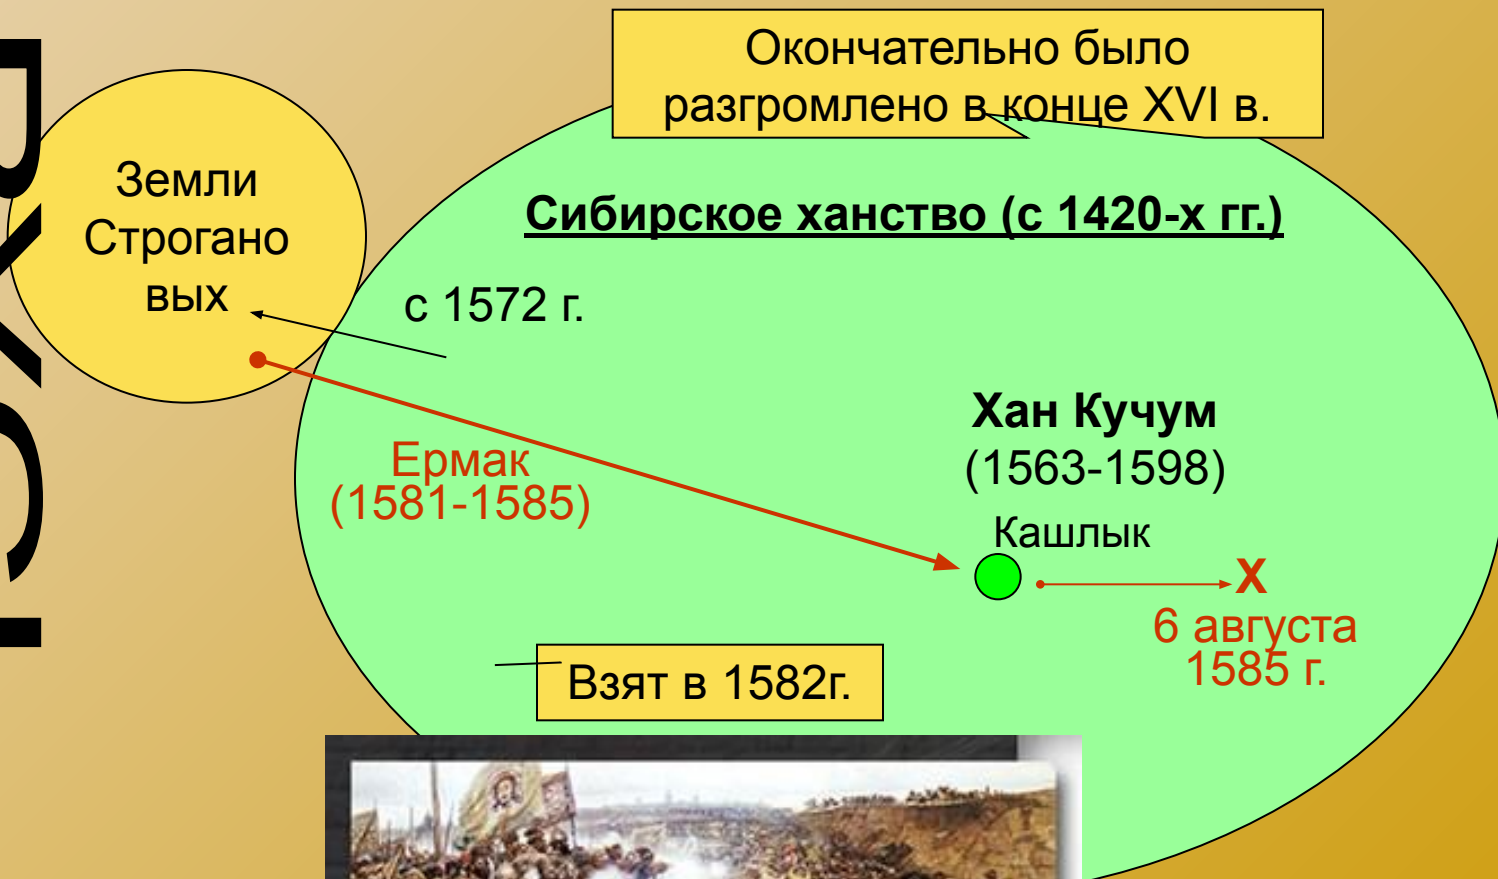 Окончательно было
разгромлено в конце XVI в.
Земли
Строгано
вых
Сибирское ханство (с 1420-х гг.)
с 1572 г.
Хан Кучум
(1563-1598)
Ермак
(1581-1585)
Кашлык
Х
6 августа
1585 г.
Взят в 1582г.